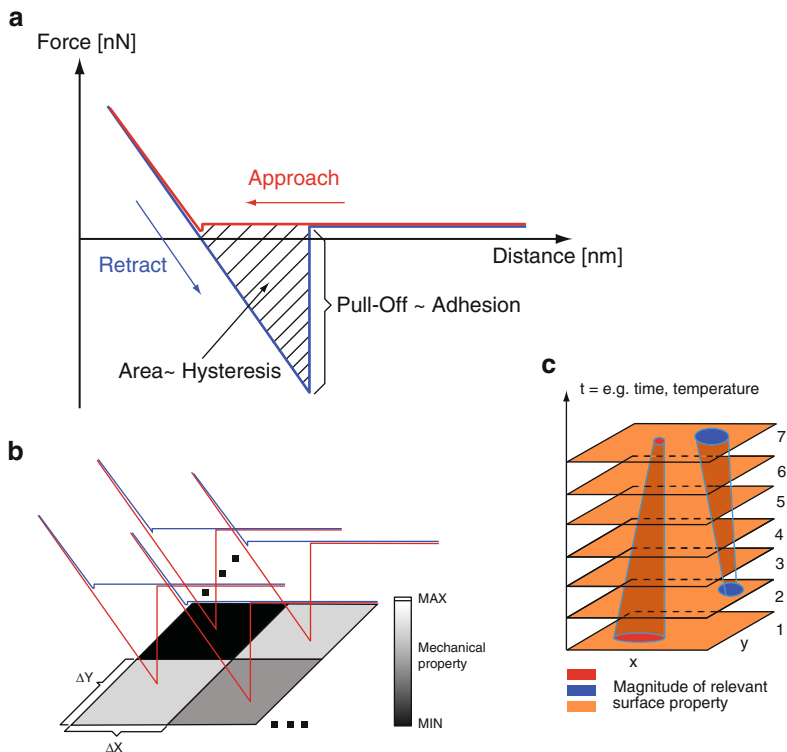 a
Force [nN]
Approach
Retract
Distance [nm]
Pull-Off ~ Adhesion
Area~ Hysteresis
b
MAX
Mechanical
property
MIN
ΔY
ΔX
c
t = e.g. time, temperature
7
6
5
4
3
2
1
x
y
Magnitude of relevant
surface property